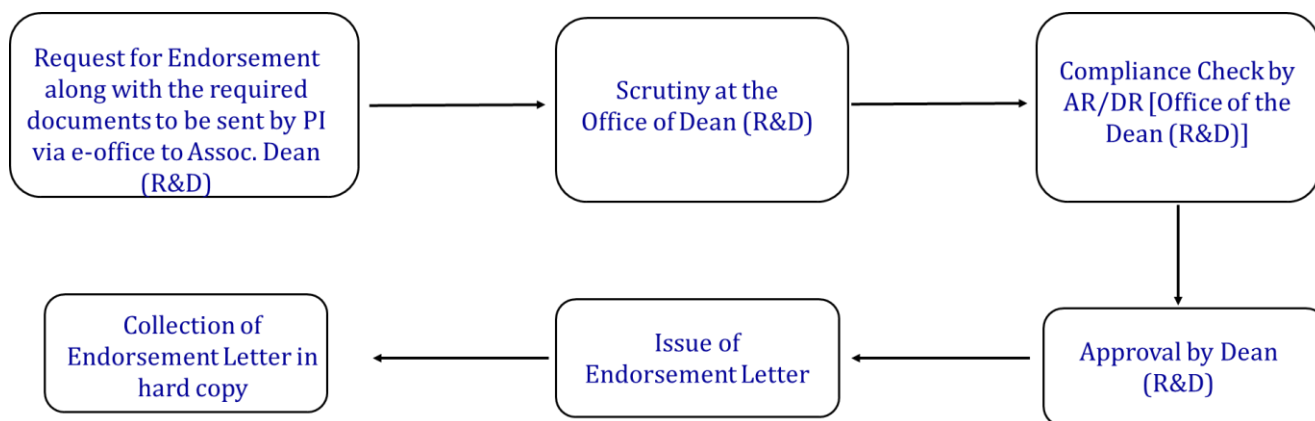 Request for Endorsement
along with the required
documents to be sent by PI
via e-office to Assoc. Dean
(R&D)
Scrutiny at the
Office of Dean (R&D)
Compliance Check by
AR/DR [Office of the
Dean (R&D)]
Approval by Dean
(R&D)
Issue of
Endorsement Letter
Collection of
Endorsement Letter in
hard copy